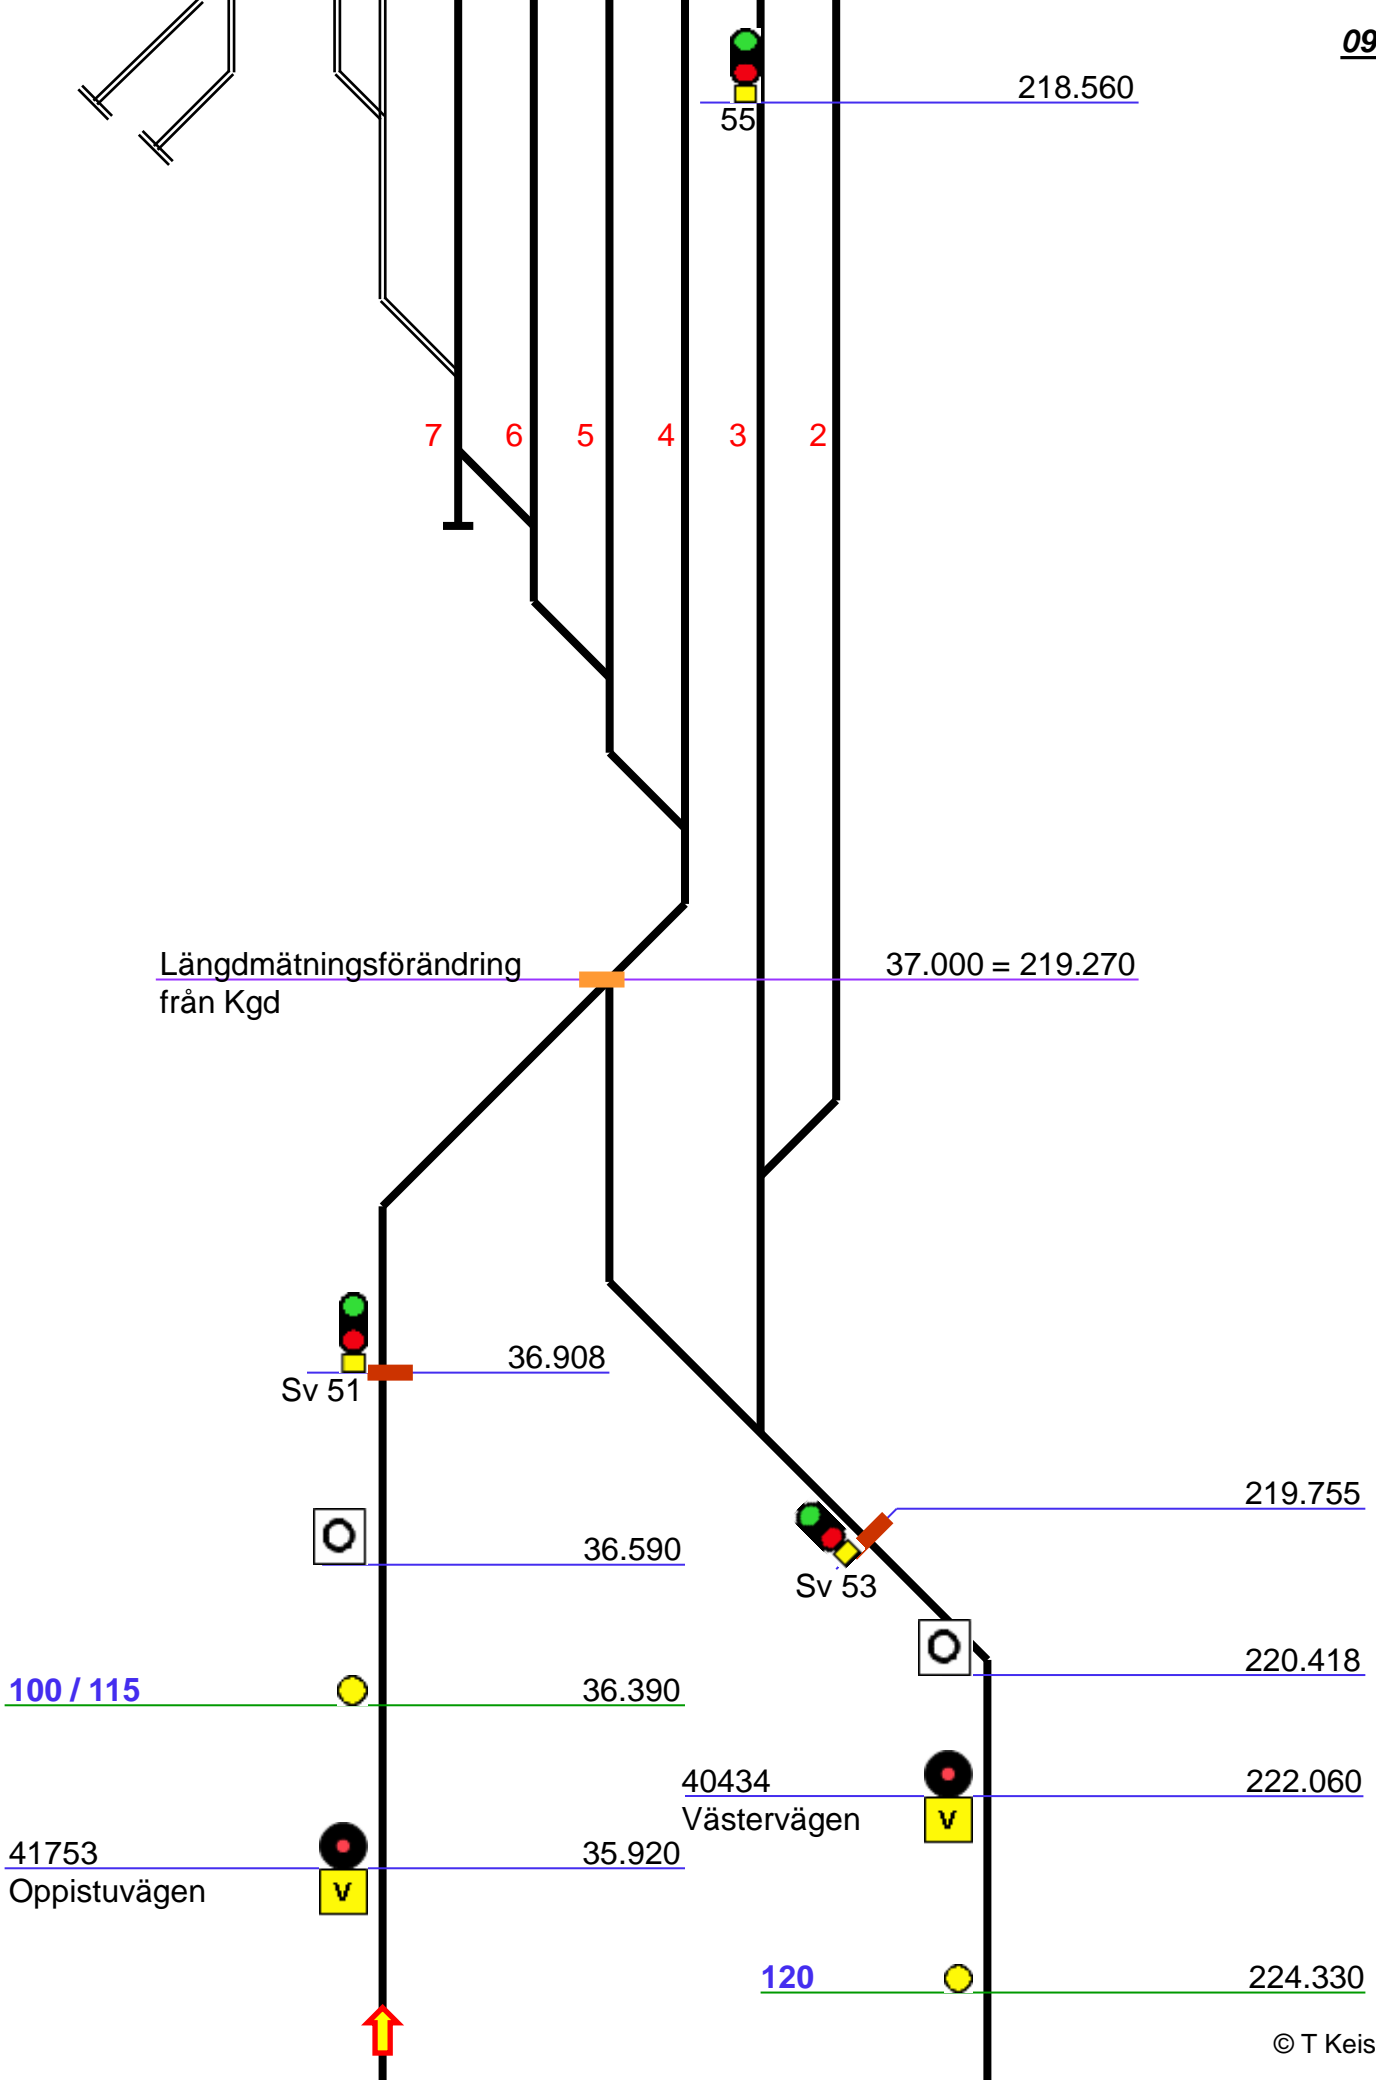 09
218.560
55
7 6 5 4 3 2
Längdmätningsförändring
från Kgd
37.000 = 219.270
36.908
Sv 51
219.755
Sv 53
36.590
220.418
100 / 115
36.390
40434
Västervägen
V
222.060
41753
Oppistuvägen
V
35.920
120
224.330
© T Keis